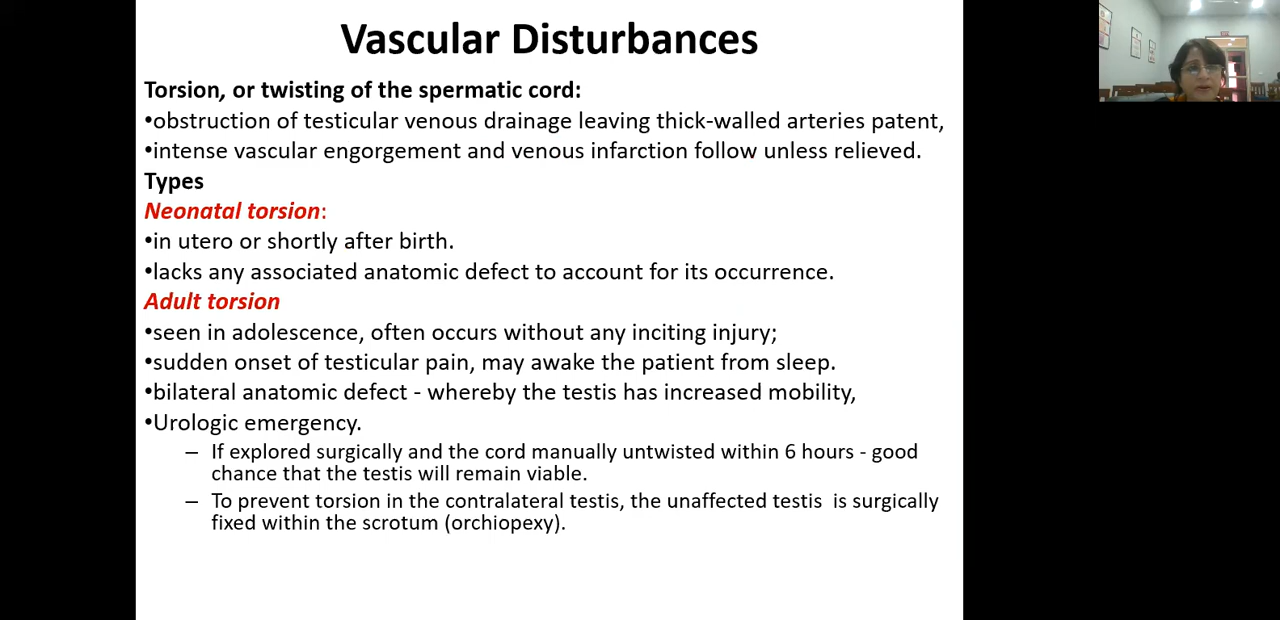 Vascular Disturbances
Torsion, or twisting of the spermatic cord:
•obstruction of testicular venous drainage leaving thick-walled arteries patent,
•intense vascular engorgement and venous infarction follow unless relieved.
Types
Neonatal torsion:
•in utero or shortly after birth.
•lacks any associated anatomic defect to account for its occurrence.
Adult torsion
•seen in adolescence, often occurs without any inciting injury;
•sudden onset of testicular pain, may awake the patient from sleep.
•bilateral anatomic defect - whereby the testis has increased mobility,
•Urologic emergency.
– If explored surgically and the cord manually untwisted within 6 hours - good
chance that the testis will remain viable.
– To prevent torsion in the contralateral testis, the unaffected testis is surgically
fixed within the scrotum (orchiopexy).